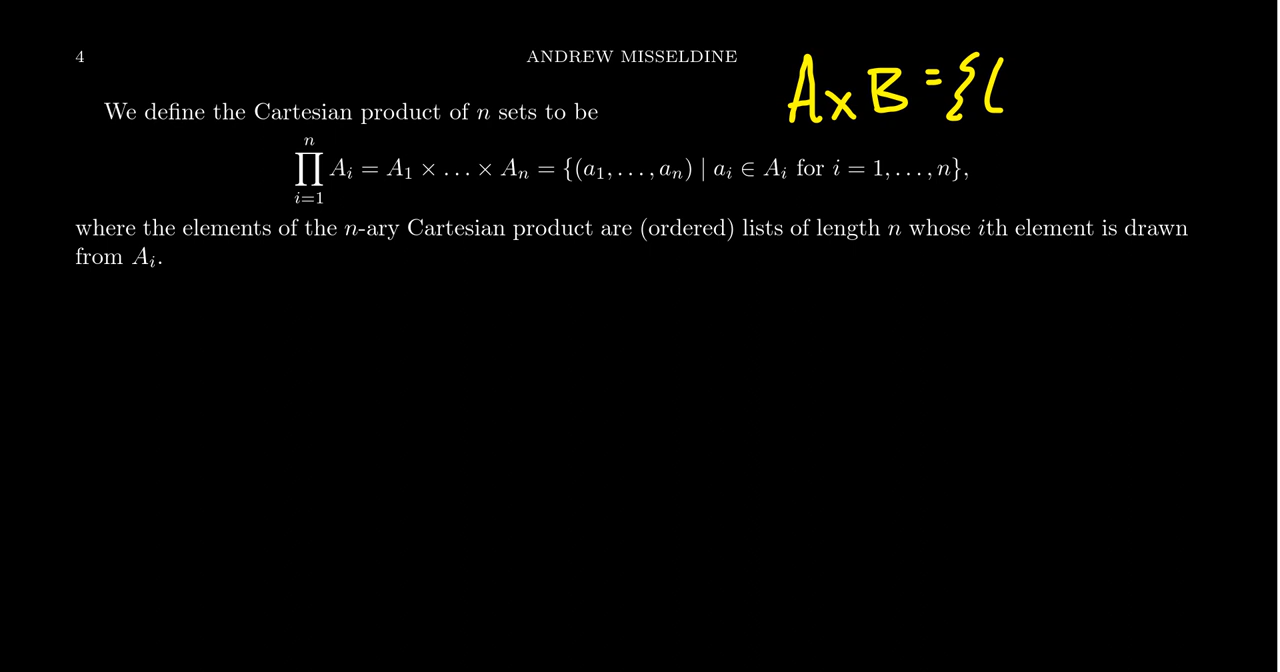 4 ANDREW MISSELDINE
A × B = {(
We define the Cartesian product of n sets to be
∏_{i=1}^{n} A_i = A_1 × … × A_n = {(a_1, …, a_n) | a_i ∈ A_i for i = 1, …, n},
where the elements of the n-ary Cartesian product are (ordered) lists of length n whose ith element is drawn
from A_i.